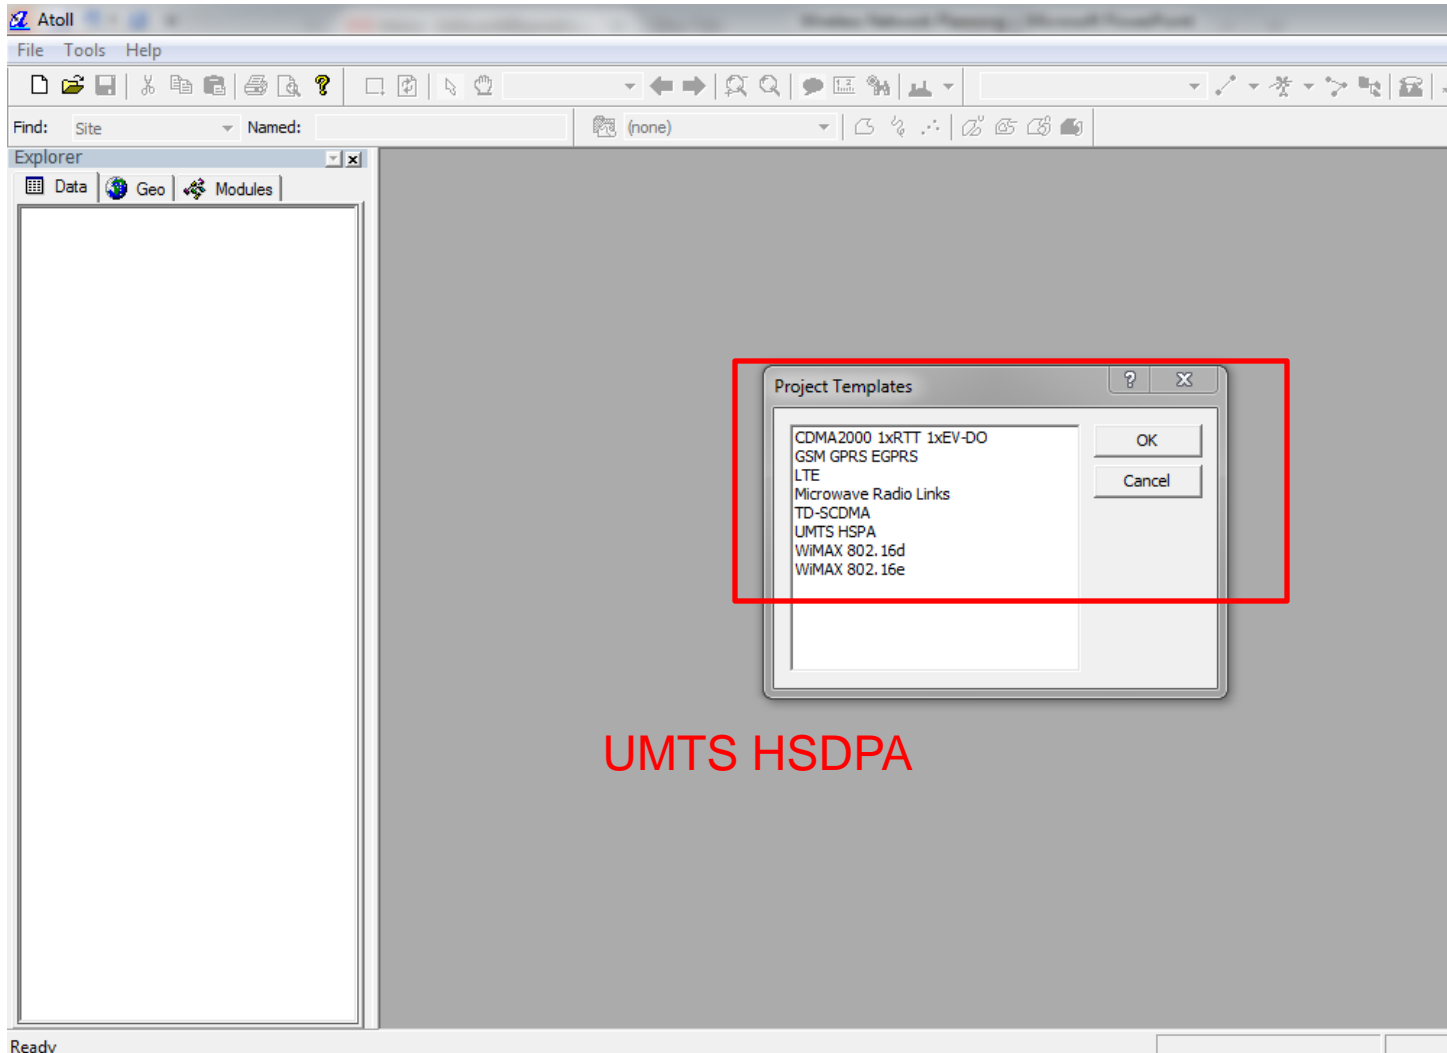 Atoll
File Tools Help
(none)
Find: Site Named:
Explorer
Data Geo Modules
Project Templates
CDMA2000 1xRTT 1xEV-DO
GSM GPRS EGPRS
LTE
Microwave Radio Links
TD-SCDMA
UMTS HSPA
WiMAX 802.16d
WiMAX 802.16e
OK
Cancel
UMTS HSDPA
Ready